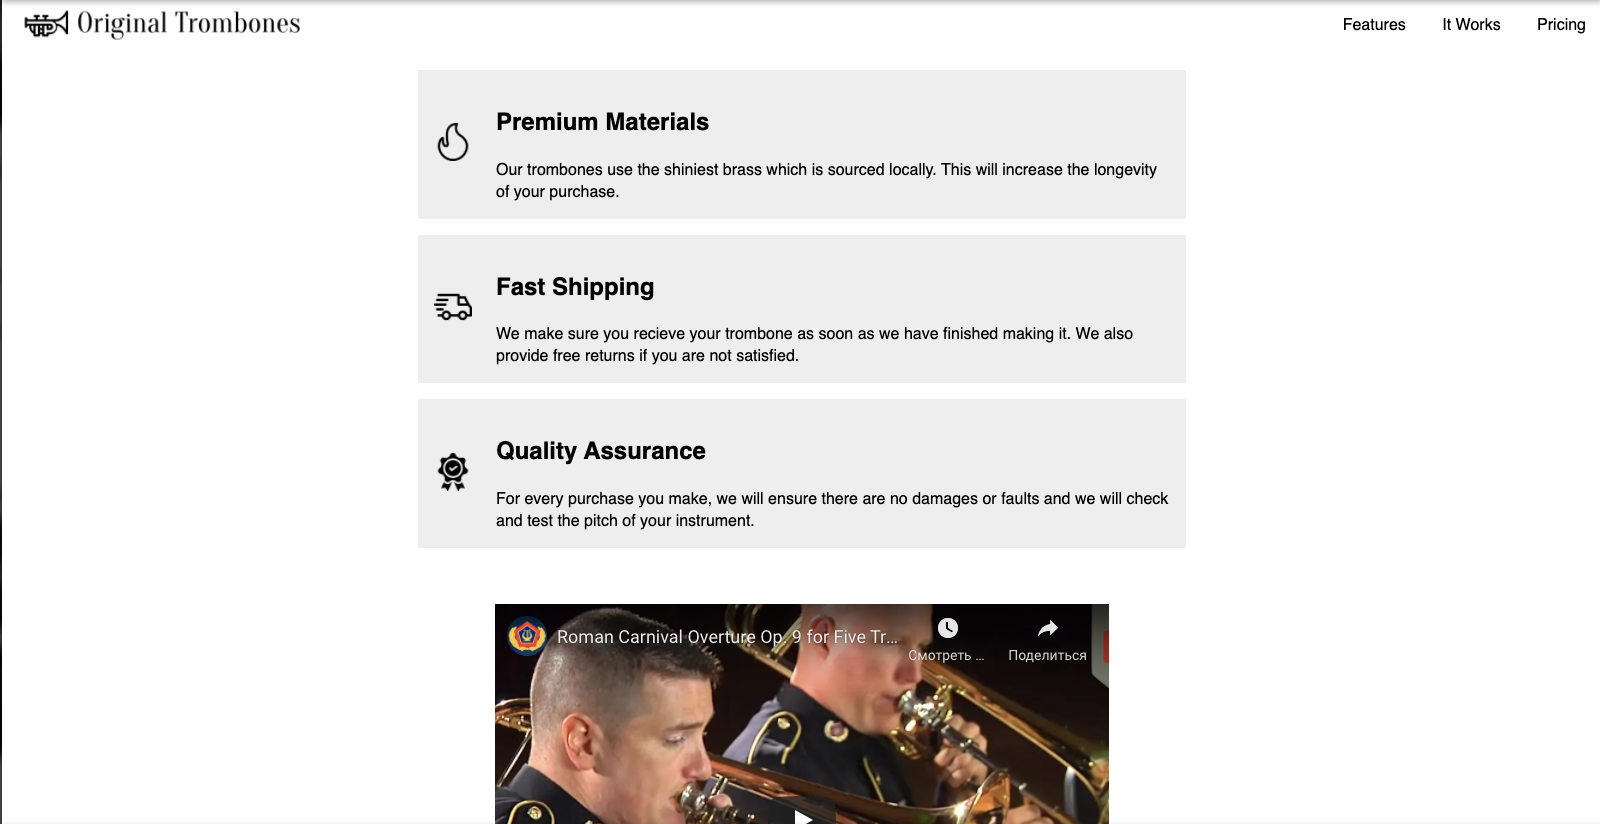 Original Trombones
Features
It Works
Pricing
Premium Materials
Our trombones use the shiniest brass which is sourced locally. This will increase the longevity
of your purchase.
Fast Shipping
We make sure you recieve your trombone as soon as we have finished making it. We also
provide free returns if you are not satisfied.
Quality Assurance
For every purchase you make, we will ensure there are no damages or faults and we will check
and test the pitch of your instrument.
Roman Carnival Overture Op. 9 for Five Tr...
Смотреть ...
Поделиться